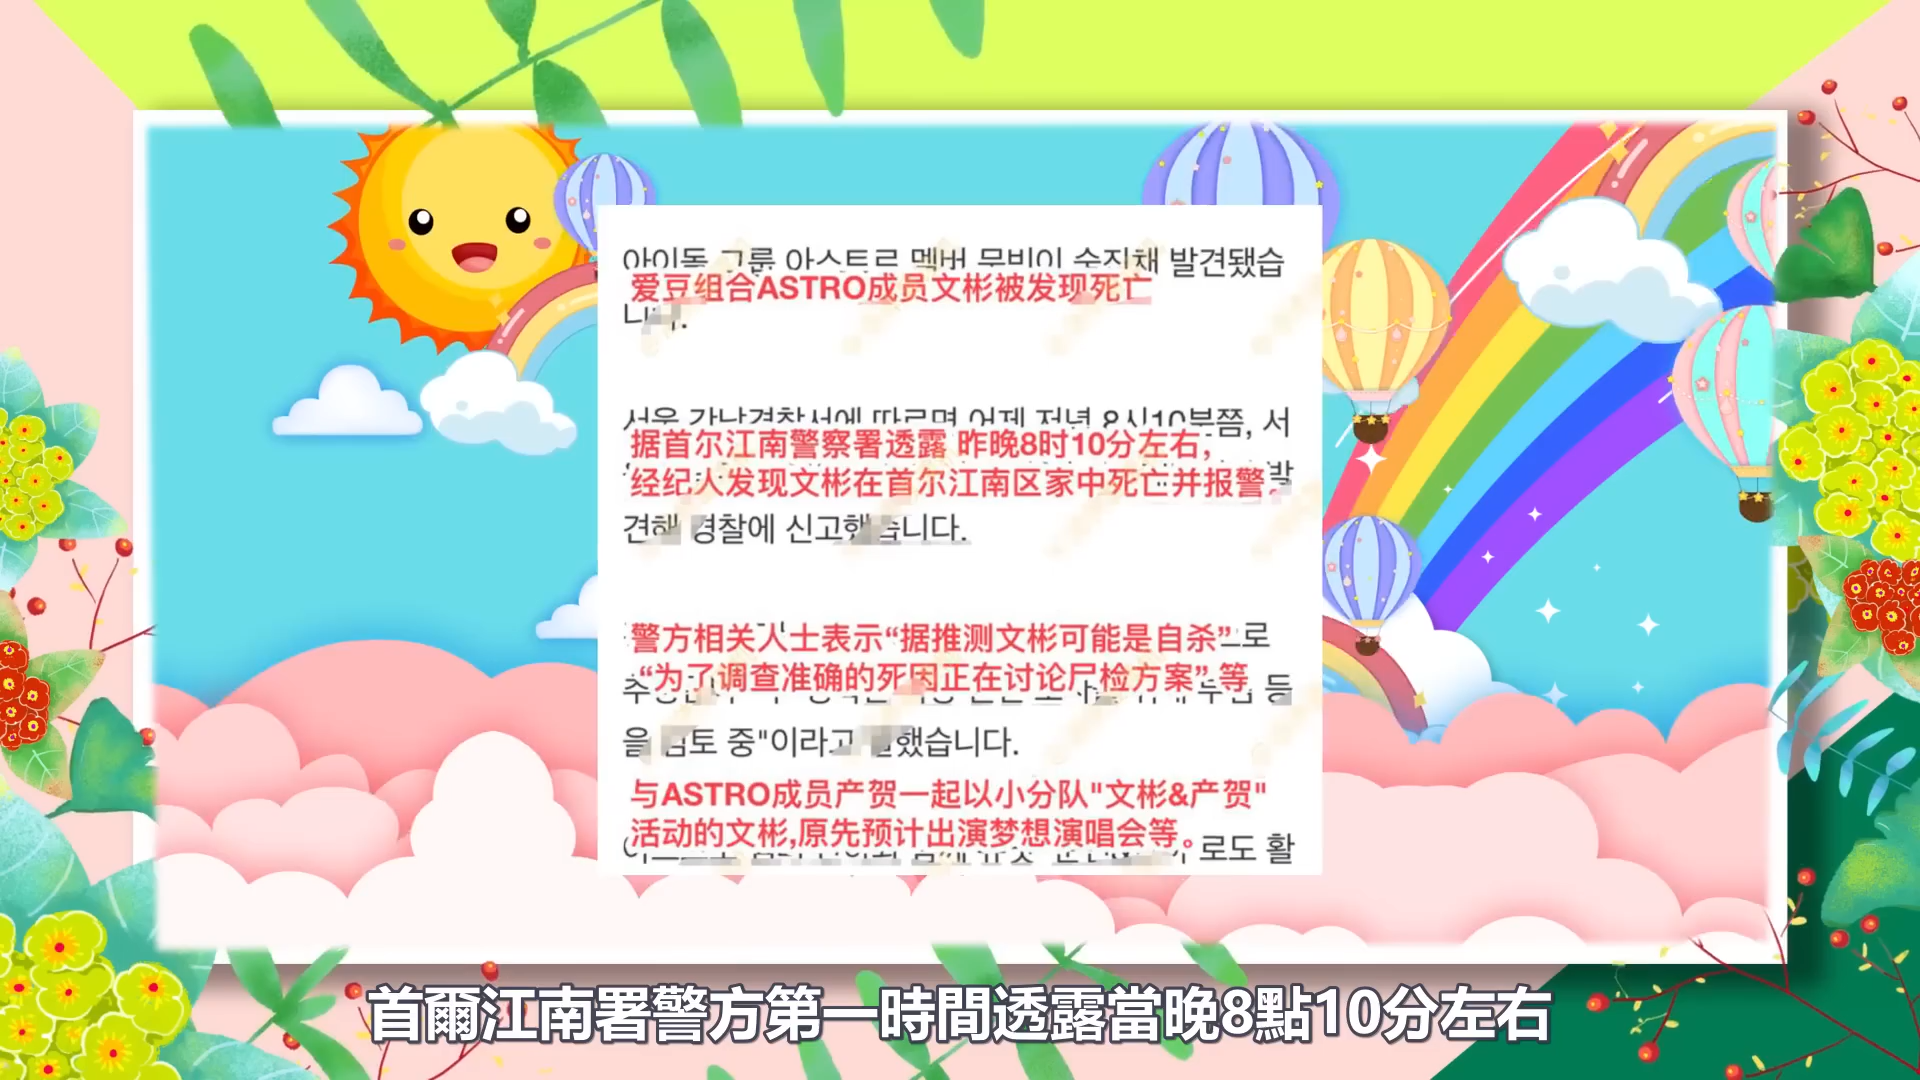 아이돌 그룹 아스트로 멤버 문빈이 숨진채 발견됐습
爱豆组合ASTRO成员文彬被发现死亡
니다.
서울 강남경찰서에 따르면 어제 저녁 8시10분쯤, 서
据首尔江南警察署透露 昨晚8时10分左右,
经纪人发现文彬在首尔江南区家中死亡并报警。
발
견해 경찰에 신고했습니다.
警方相关人士表示“据推测文彬可能是自杀”
로
“为了调查准确的死因正在讨论尸检方案” 等
등
을 검토 중"이라고 말했습니다.
与ASTRO成员产贺一起以小分队"文彬&产贺"
活动的文彬,原先预计出演梦想演唱会等。
로도 활
首爾江南署警方第一時間透露當晚8點10分左右